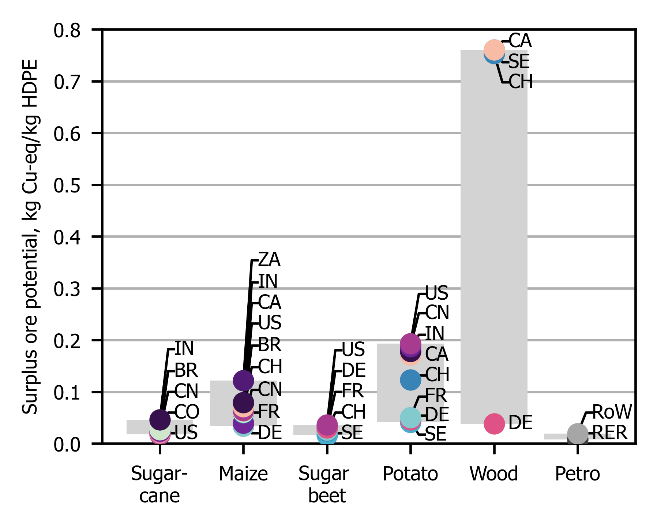 Surplus ore potential, kg Cu-eq/kg HDPE
0.8
0.7
0.6
0.5
0.4
0.3
0.2
0.1
0.0
IN
BR
CN
CO
US
ZA
IN
CA
US
BR
CH
CN
FR
DE
US
DE
FR
CH
SE
US
CN
IN
CA
CH
FR
DE
SE
CA
SE
CH
DE
RoW
RER
Sugar-
cane
Maize
Sugar
beet
Potato
Wood
Petro